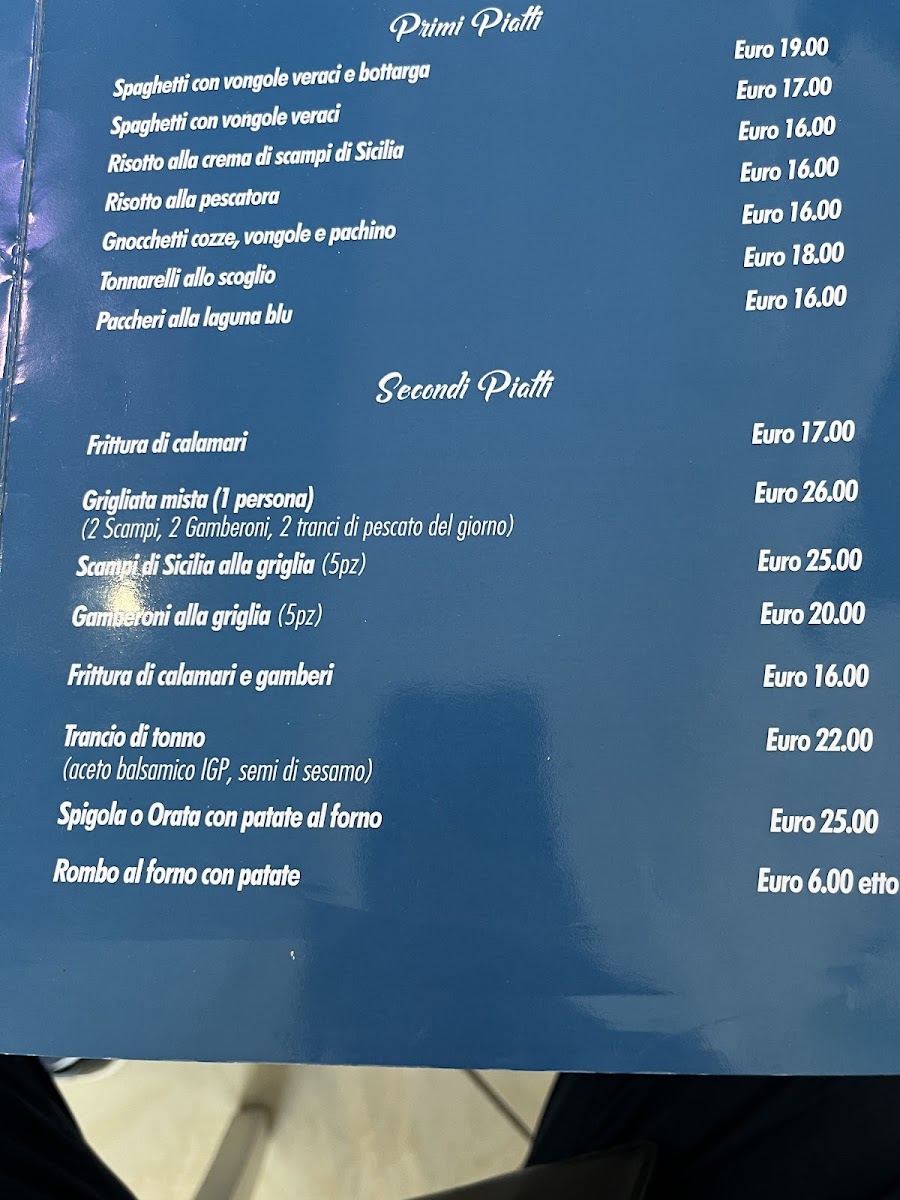 Primi Piatti
Spaghetti con vongole veraci e bottarga Euro 19.00
Spaghetti con vongole veraci Euro 17.00
Risotto alla crema di scampi di Sicilia Euro 16.00
Risotto alla pescatora Euro 16.00
Gnocchetti cozze, vongole e pachino Euro 16.00
Tonnarelli allo scoglio Euro 18.00
Paccheri alla laguna blu Euro 16.00
Secondi Piatti
Frittura di calamari Euro 17.00
Grigliata mista (1 persona) Euro 26.00
(2 Scampi, 2 Gamberoni, 2 tranci di pescato del giorno)
Scampi di Sicilia alla griglia (5pz) Euro 25.00
Gamberoni alla griglia (5pz) Euro 20.00
Frittura di calamari e gamberi Euro 16.00
Trancio di tonno Euro 22.00
(aceto balsamico IGP, semi di sesamo)
Spigola o Orata con patate al forno Euro 25.00
Rombo al forno con patate Euro 6.00 etto